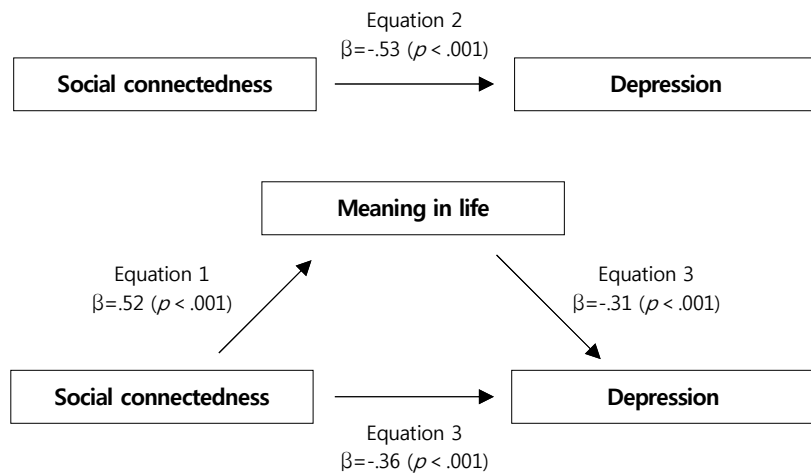 Equation 2
β=-.53 (p < .001)
Social connectedness
Depression
Meaning in life
Equation 1
β=.52 (p < .001)
Equation 3
β=-.31 (p < .001)
Social connectedness
Depression
Equation 3
β=-.36 (p < .001)